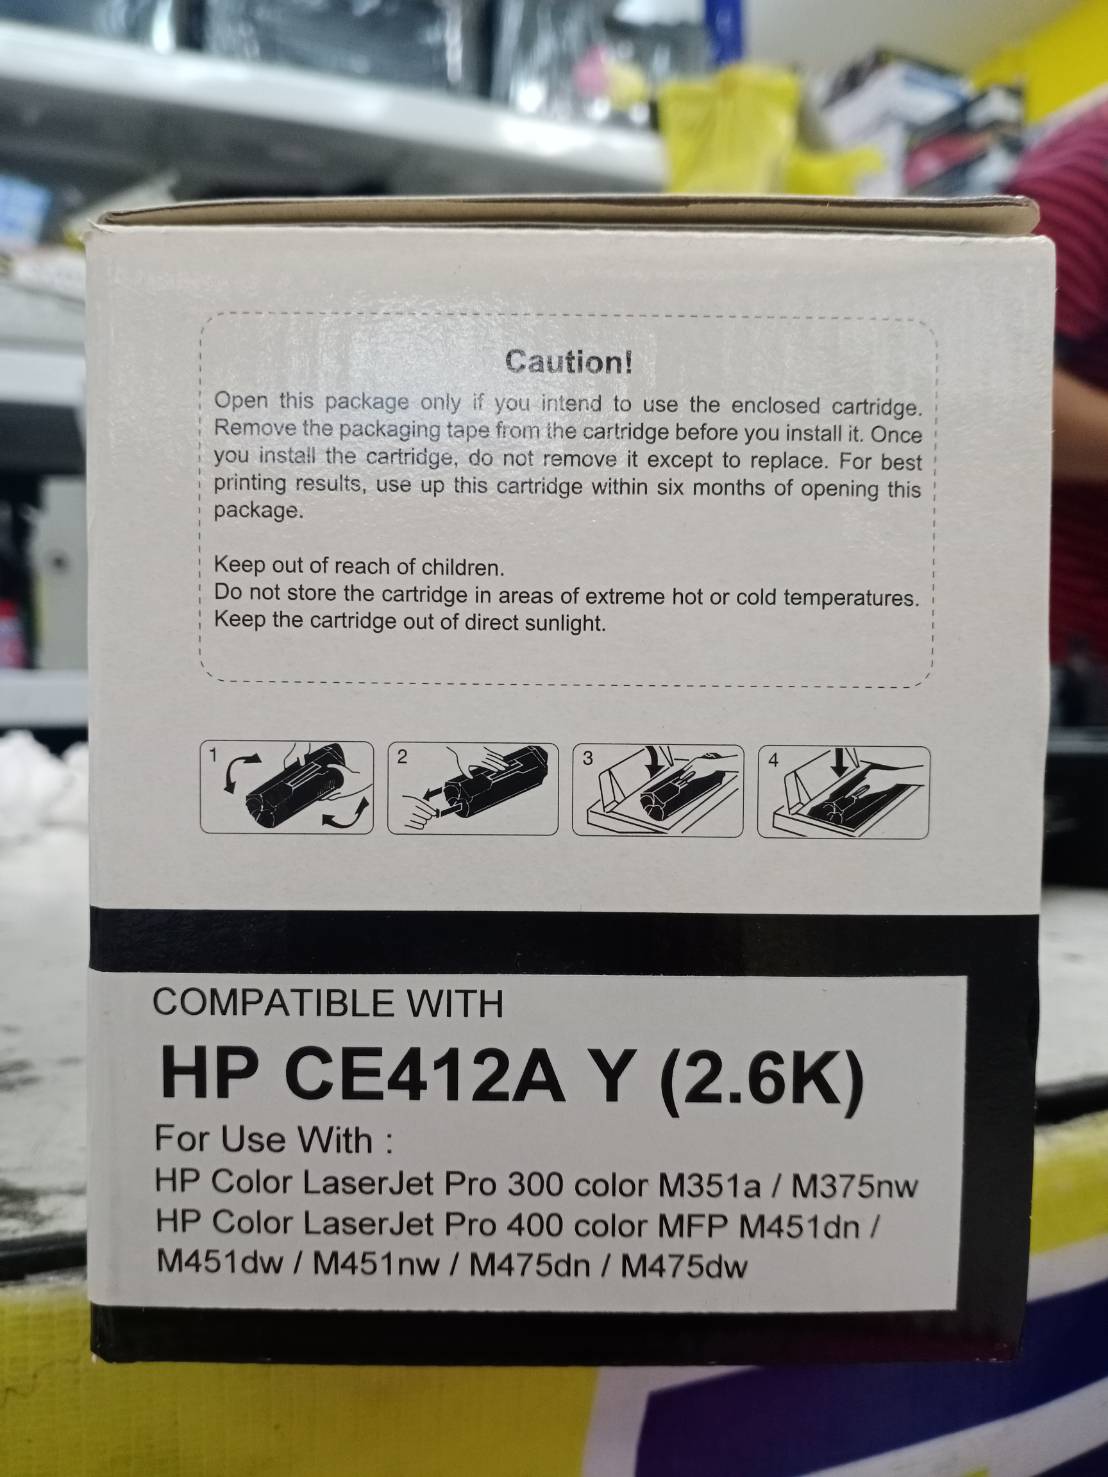 Caution!
Open this package only if you intend to use the enclosed cartridge.
Remove the packaging tape from the cartridge before you install it. Once
you install the cartridge, do not remove it except to replace. For best
printing results, use up this cartridge within six months of opening this
package.
Keep out of reach of children.
Do not store the cartridge in areas of extreme hot or cold temperatures.
Keep the cartridge out of direct sunlight.
1 2 3 4
COMPATIBLE WITH
HP CE412A Y (2.6K)
For Use With :
HP Color LaserJet Pro 300 color M351a / M375nw
HP Color LaserJet Pro 400 color MFP M451dn /
M451dw / M451nw / M475dn / M475dw